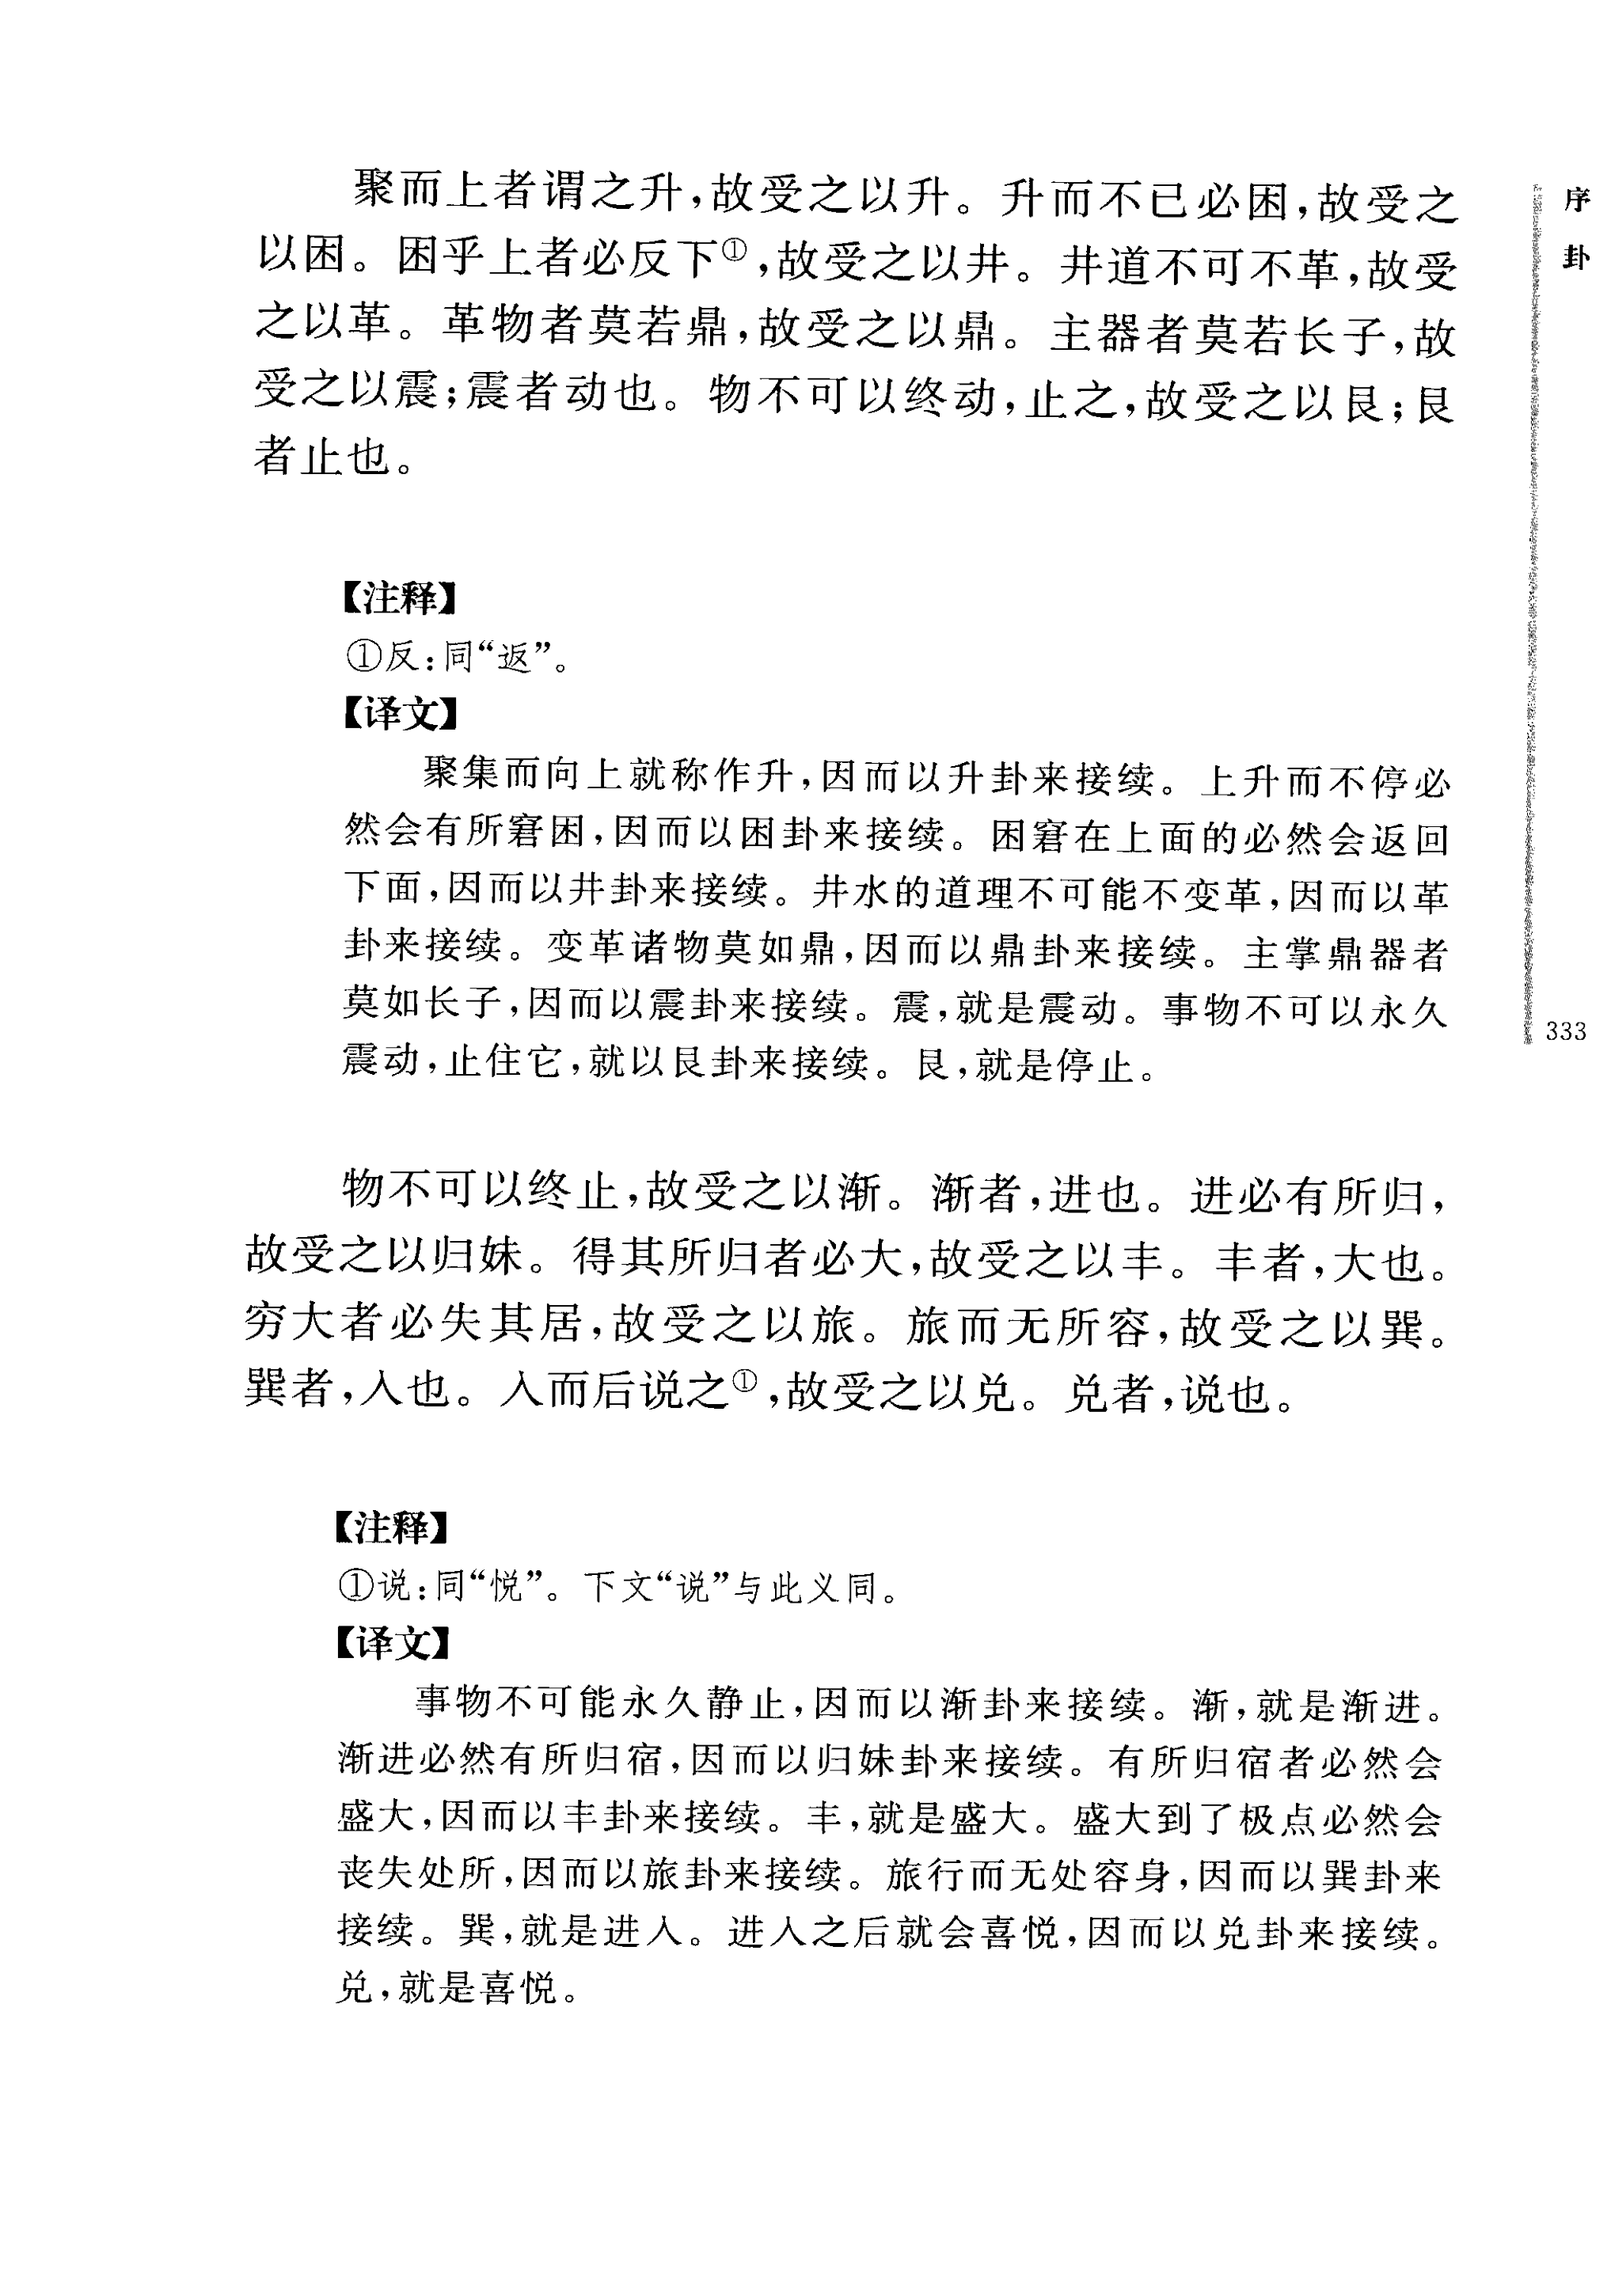 聚而上者谓之升,故受之以升。升而不已必困,故受之
以困。困乎上者必反下①,故受之以井。井道不可不革,故受
之以革。革物者莫若鼎,故受之以鼎。主器者莫若长子,故
受之以震;震者动也。物不可以终动,止之,故受之以艮;艮
者止也。
【注释】
①反:同“返”。
【译文】
聚集而向上就称作升,因而以升卦来接续。上升而不停必
然会有所窘困,因而以困卦来接续。困窘在上面的必然会返回
下面,因而以井卦来接续。井水的道理不可能不变革,因而以革
卦来接续。变革诸物莫如鼎,因而以鼎卦来接续。主掌鼎器者
莫如长子,因而以震卦来接续。震,就是震动。事物不可以永久
震动,止住它,就以艮卦来接续。艮,就是停止。
物不可以终止,故受之以渐。渐者,进也。进必有所归,
故受之以归妹。得其所归者必大,故受之以丰。丰者,大也。
穷大者必失其居,故受之以旅。旅而无所容,故受之以巽。
巽者,入也。入而后说之①,故受之以兑。兑者,说也。
【注释】
①说:同“悦”。下文“说”与此义同。
【译文】
事物不可能永久静止,因而以渐卦来接续。渐,就是渐进。
渐进必然有所归宿,因而以归妹卦来接续。有所归宿者必然会
盛大,因而以丰卦来接续。丰,就是盛大。盛大到了极点必然会
丧失处所,因而以旅卦来接续。旅行而无处容身,因而以巽卦来
接续。巽,就是进入。进入之后就会喜悦,因而以兑卦来接续。
兑,就是喜悦。
序卦
333